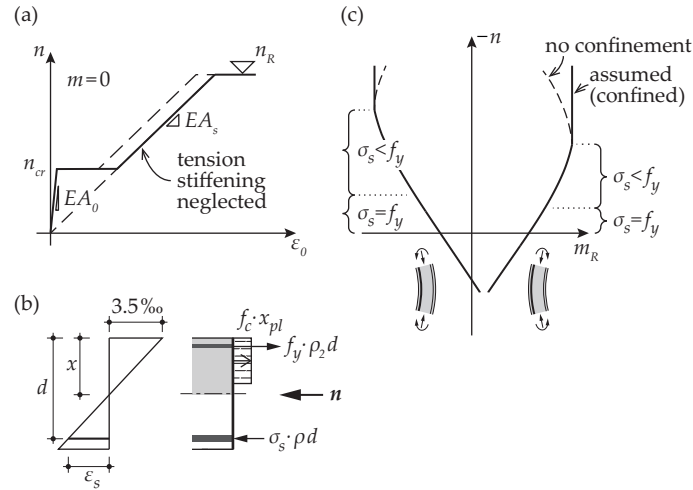 (a)
n
n_R
m=0
EA_s
n_cr
tension
stiffening
neglected
EA_0
ε_0
(b)
3.5‰
f_c·x_pl
f_y·ρ_2d
x
d
n
σ_s·ρd
ε_s
(c)
−n
no confinement
assumed
(confined)
σ_s<f_y
σ_s<f_y
σ_s=f_y
σ_s=f_y
m_R